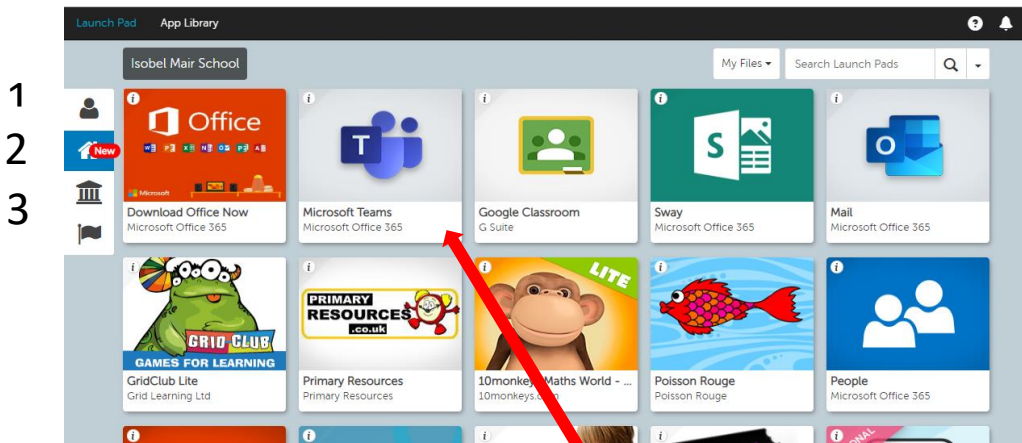 Launch Pad App Library
Isobel Mair School
My Files Search Launch Pads
1
2
3
New
Office
Microsoft
Download Office Now
Microsoft Office 365
T
Microsoft Teams
Microsoft Office 365
Google Classroom
G Suite
S
Sway
Microsoft Office 365
O
Mail
Microsoft Office 365
GRID CLUB
GAMES FOR LEARNING
GridClub Lite
Grid Learning Ltd
PRIMARY
RESOURCES
.co.uk
Primary Resources
Primary Resources
LITE
Maths World - ...
Poisson Rouge
Poisson Rouge
People
Microsoft Office 365